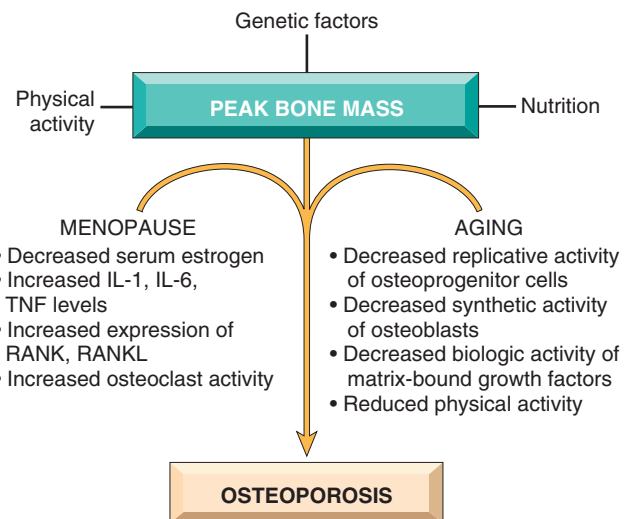 Genetic factors
Physical
activity
PEAK BONE MASS
Nutrition
MENOPAUSE
• Decreased serum estrogen
• Increased IL-1, IL-6,
TNF levels
• Increased expression of
RANK, RANKL
• Increased osteoclast activity
AGING
• Decreased replicative activity
of osteoprogenitor cells
• Decreased synthetic activity
of osteoblasts
• Decreased biologic activity of
matrix-bound growth factors
• Reduced physical activity
OSTEOPOROSIS